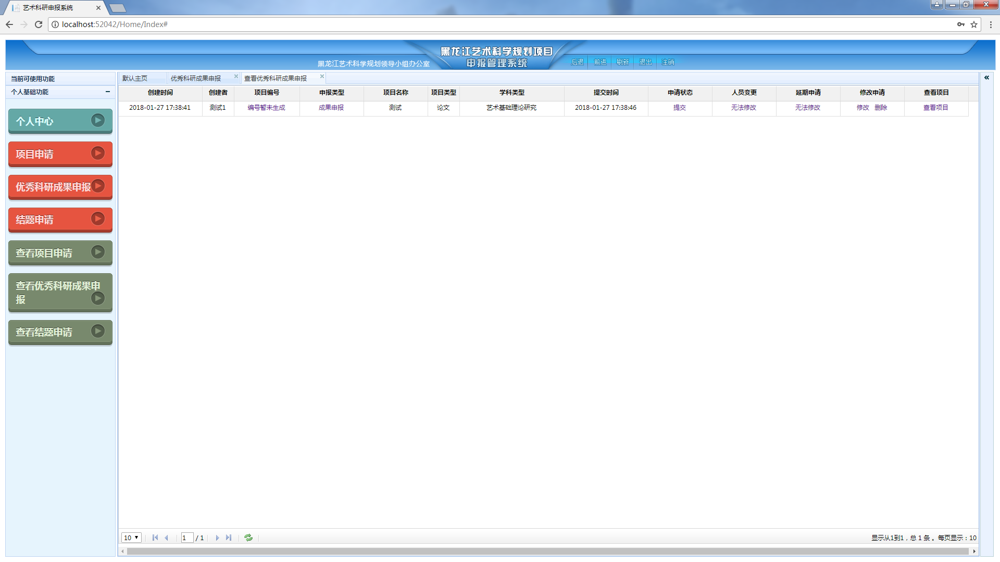 艺术科研申报系统
localhost:52042/Home/Index#
黑龙江艺术科学规划领导小组办公室
黑龙江艺术科学规划项目
申报管理系统
后退 前进 刷新 退出 注销
当前可使用功能
个人基础功能
个人中心
项目申请
优秀科研成果申报
结题申请
查看项目申请
查看优秀科研成果申
报
查看结题申请
默认主页 优秀科研成果申报 查看优秀科研成果申报
创建时间 创建者 项目编号 申报类型 项目名称 项目类型 学科类型 提交时间 申请状态 人员变更 延期申请 修改申请 查看项目
2018-01-27 17:38:41 测试1 编号暂未生成 成果申报 测试 论文 艺术基础理论研究 2018-01-27 17:38:46 提交 无法修改 无法修改 修改 删除 查看项目
10 1 / 1 显示从1到1，总 1 条 。每页显示：10